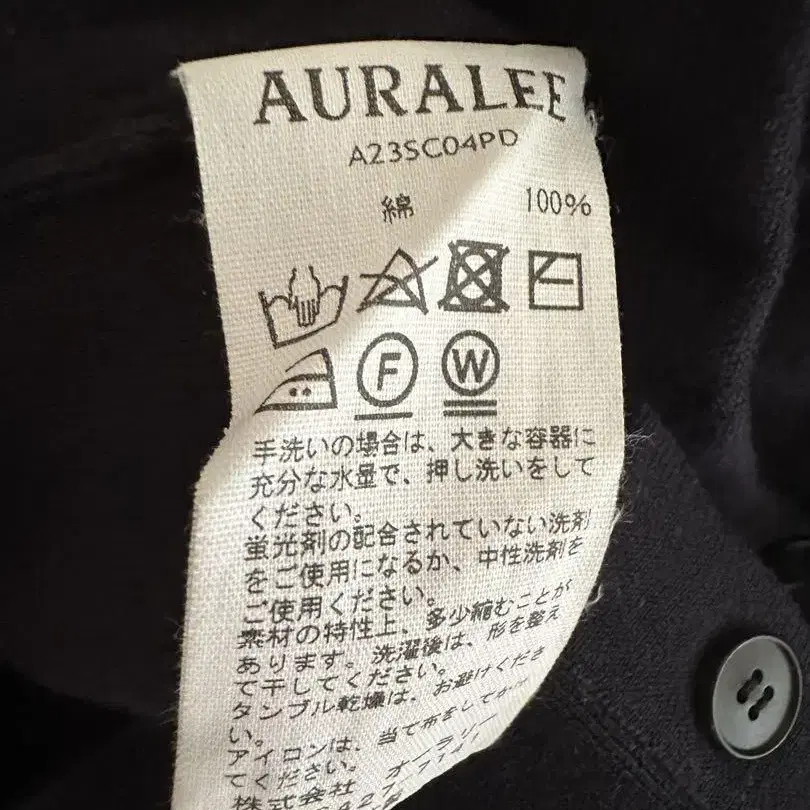 AURALEE
A23SC04PD
綿 100%
F W
手洗いの場合は、大きな容器に
充分な水量で、押し洗いをして
ください。
蛍光剤の配合されていない洗剤
をご使用になるか、中性洗剤を
ご使用ください。
素材の特性上、多少縮むことが
あります。洗濯後は、形を整え
て干してください。
タンブル乾燥は、お避けくださ
い。
アイロンは、当て布をしてか
てください。
株式会社 オーラリー